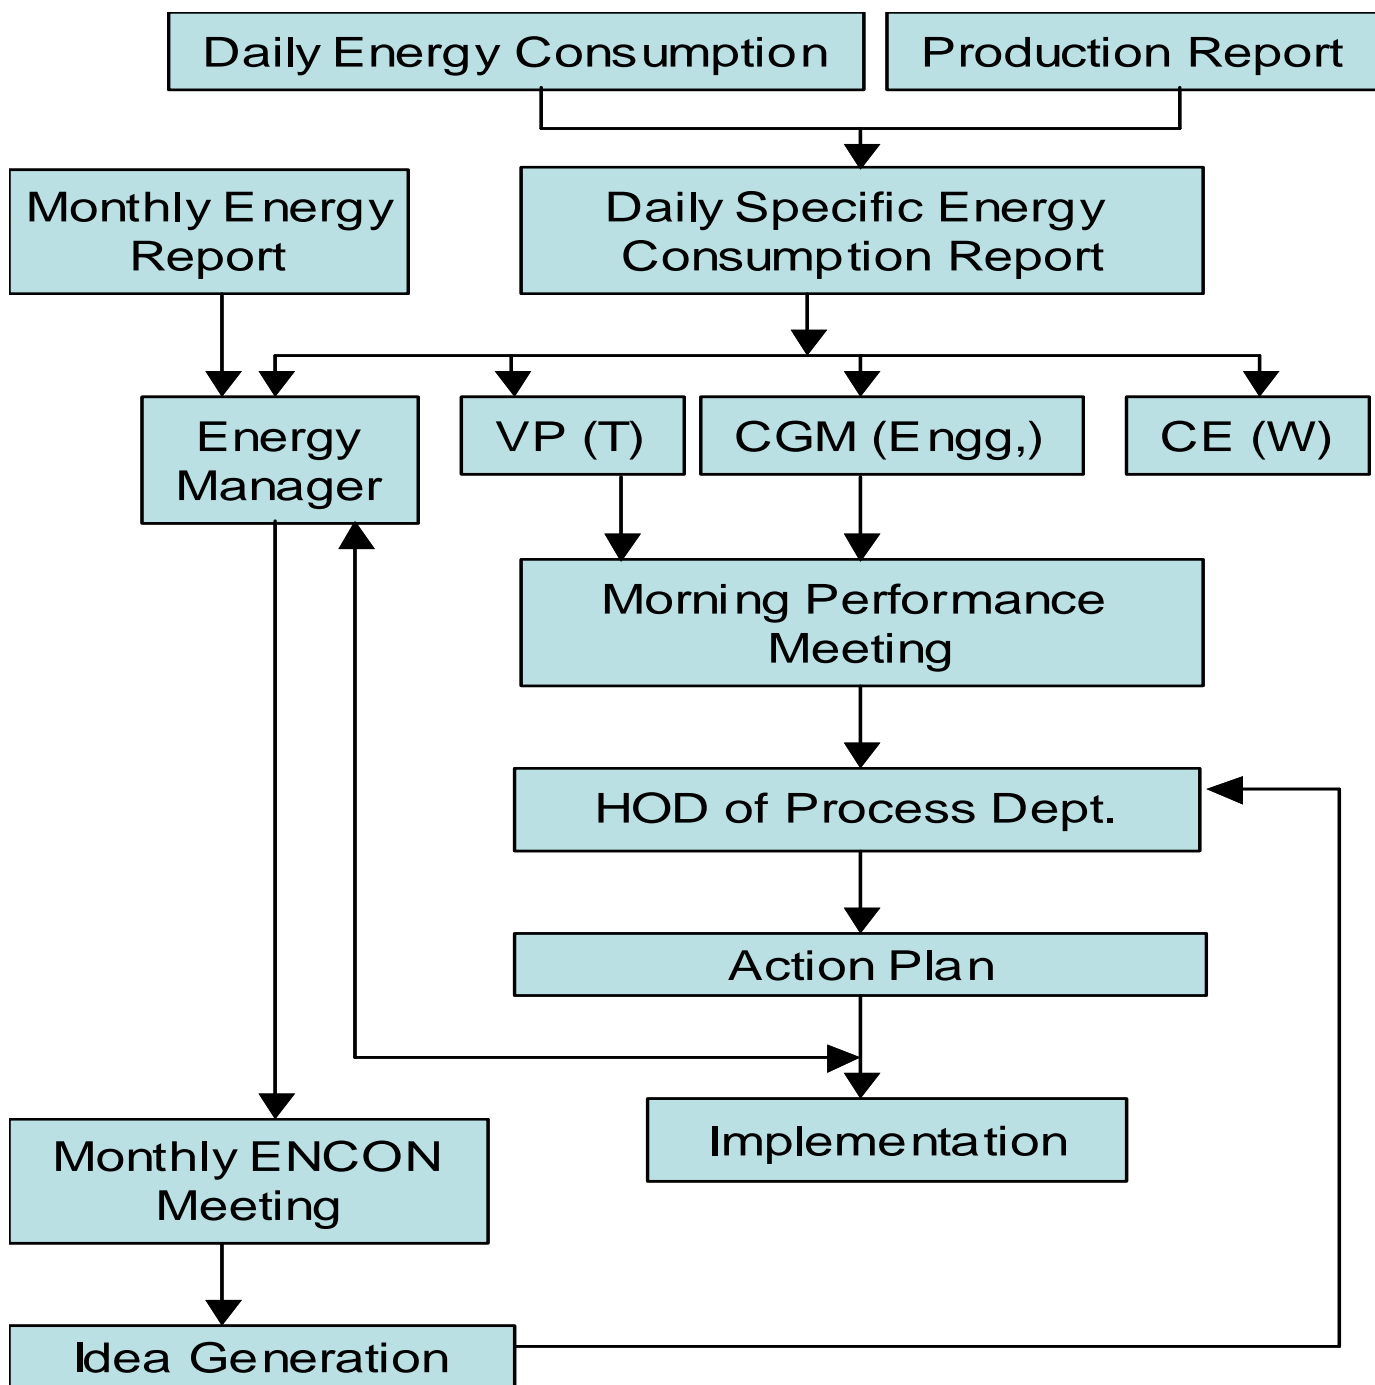 Daily Energy Consumption
Production Report
Monthly Energy
Report
Daily Specific Energy
Consumption Report
Energy
Manager
VP (T)
CGM (Engg,)
CE (W)
Morning Performance
Meeting
HOD of Process Dept.
Action Plan
Implementation
Monthly ENCON
Meeting
Idea Generation